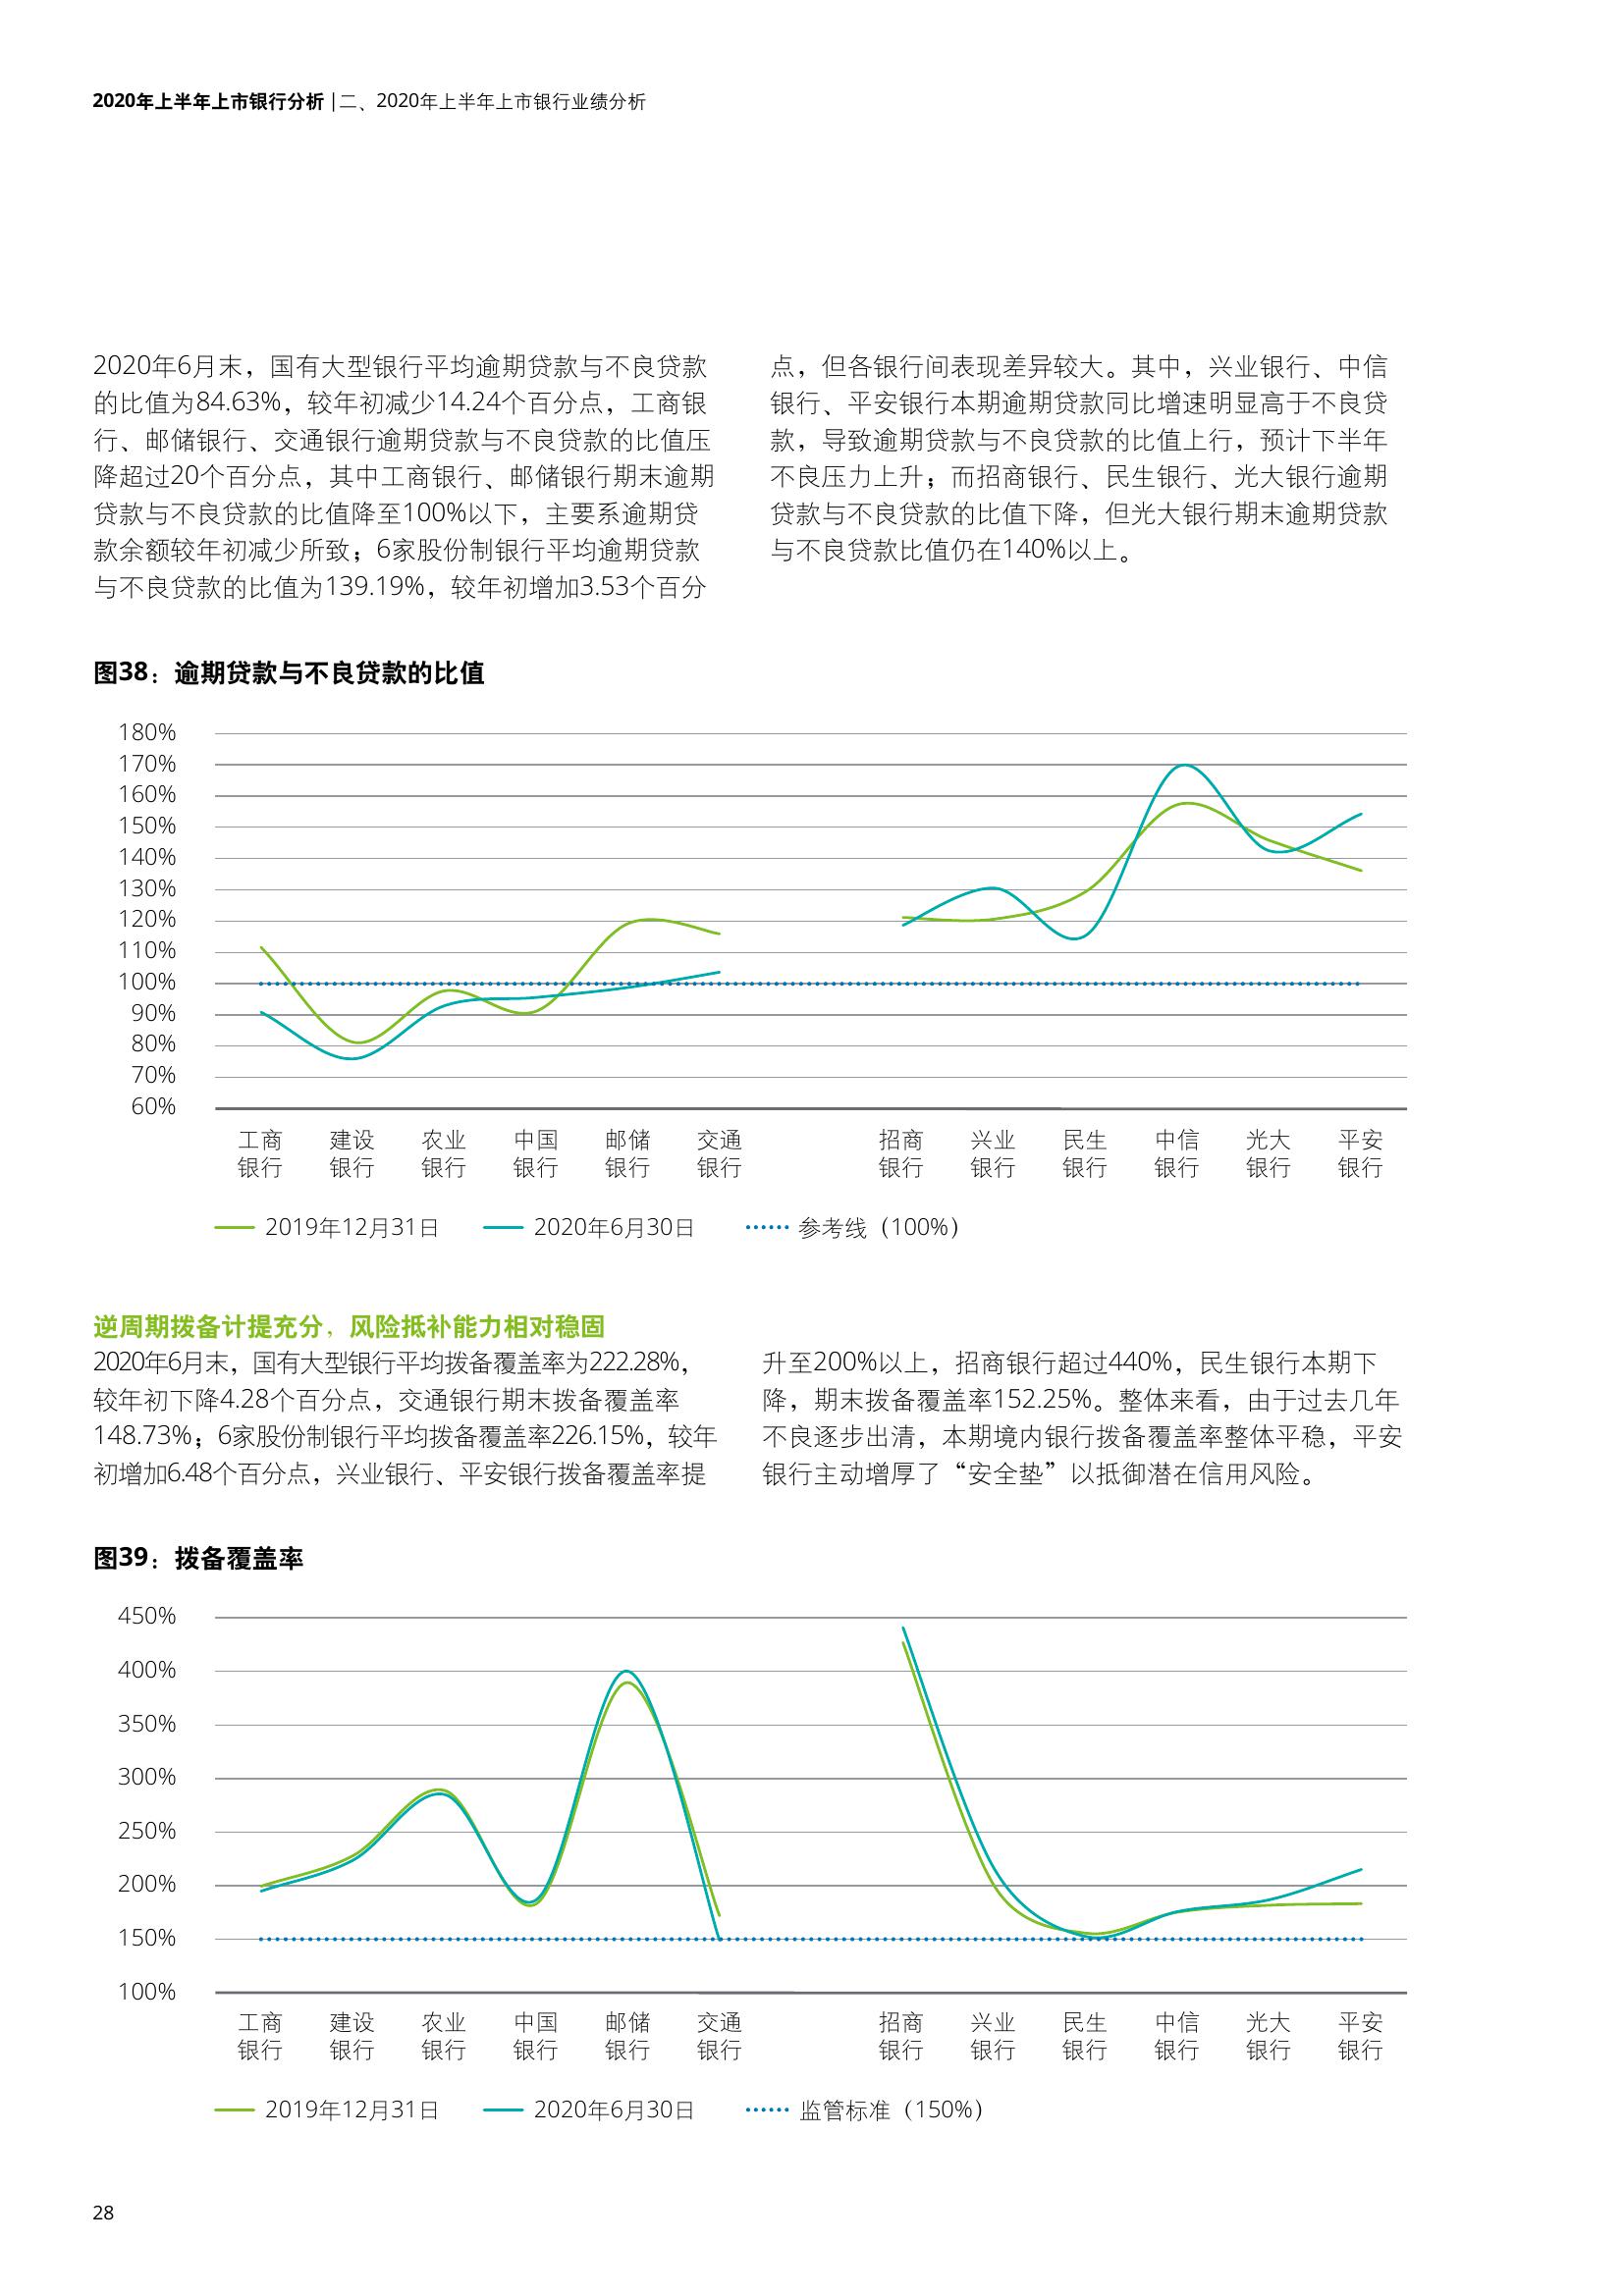 2020年上半年上市银行分析 |二、2020年上半年上市银行业绩分析
2020年6月末，国有大型银行平均逾期贷款与不良贷款
的比值为84.63%，较年初减少14.24个百分点，工商银
行、邮储银行、交通银行逾期贷款与不良贷款的比值压
降超过20个百分点，其中工商银行、邮储银行期末逾期
贷款与不良贷款的比值降至100%以下，主要系逾期贷
款余额较年初减少所致；6家股份制银行平均逾期贷款
与不良贷款的比值为139.19%，较年初增加3.53个百分
点，但各银行间表现差异较大。其中，兴业银行、中信
银行、平安银行本期逾期贷款同比增速明显高于不良贷
款，导致逾期贷款与不良贷款的比值上行，预计下半年
不良压力上升；而招商银行、民生银行、光大银行逾期
贷款与不良贷款的比值下降，但光大银行期末逾期贷款
与不良贷款比值仍在140%以上。
图38：逾期贷款与不良贷款的比值
180%
170%
160%
150%
140%
130%
120%
110%
100%
90%
80%
70%
60%
工商 建设 农业 中国 邮储 交通 招商 兴业 民生 中信 光大 平安
银行 银行 银行 银行 银行 银行 银行 银行 银行 银行 银行 银行
2019年12月31日 2020年6月30日 参考线（100%）
逆周期拨备计提充分，风险抵补能力相对稳固
2020年6月末，国有大型银行平均拨备覆盖率为222.28%，
较年初下降4.28个百分点，交通银行期末拨备覆盖率
148.73%；6家股份制银行平均拨备覆盖率226.15%，较年
初增加6.48个百分点，兴业银行、平安银行拨备覆盖率提
升至200%以上，招商银行超过440%，民生银行本期下
降，期末拨备覆盖率152.25%。整体来看，由于过去几年
不良逐步出清，本期境内银行拨备覆盖率整体平稳，平安
银行主动增厚了“安全垫”以抵御潜在信用风险。
图39：拨备覆盖率
450%
400%
350%
300%
250%
200%
150%
100%
工商 建设 农业 中国 邮储 交通 招商 兴业 民生 中信 光大 平安
银行 银行 银行 银行 银行 银行 银行 银行 银行 银行 银行 银行
2019年12月31日 2020年6月30日 监管标准（150%）
28